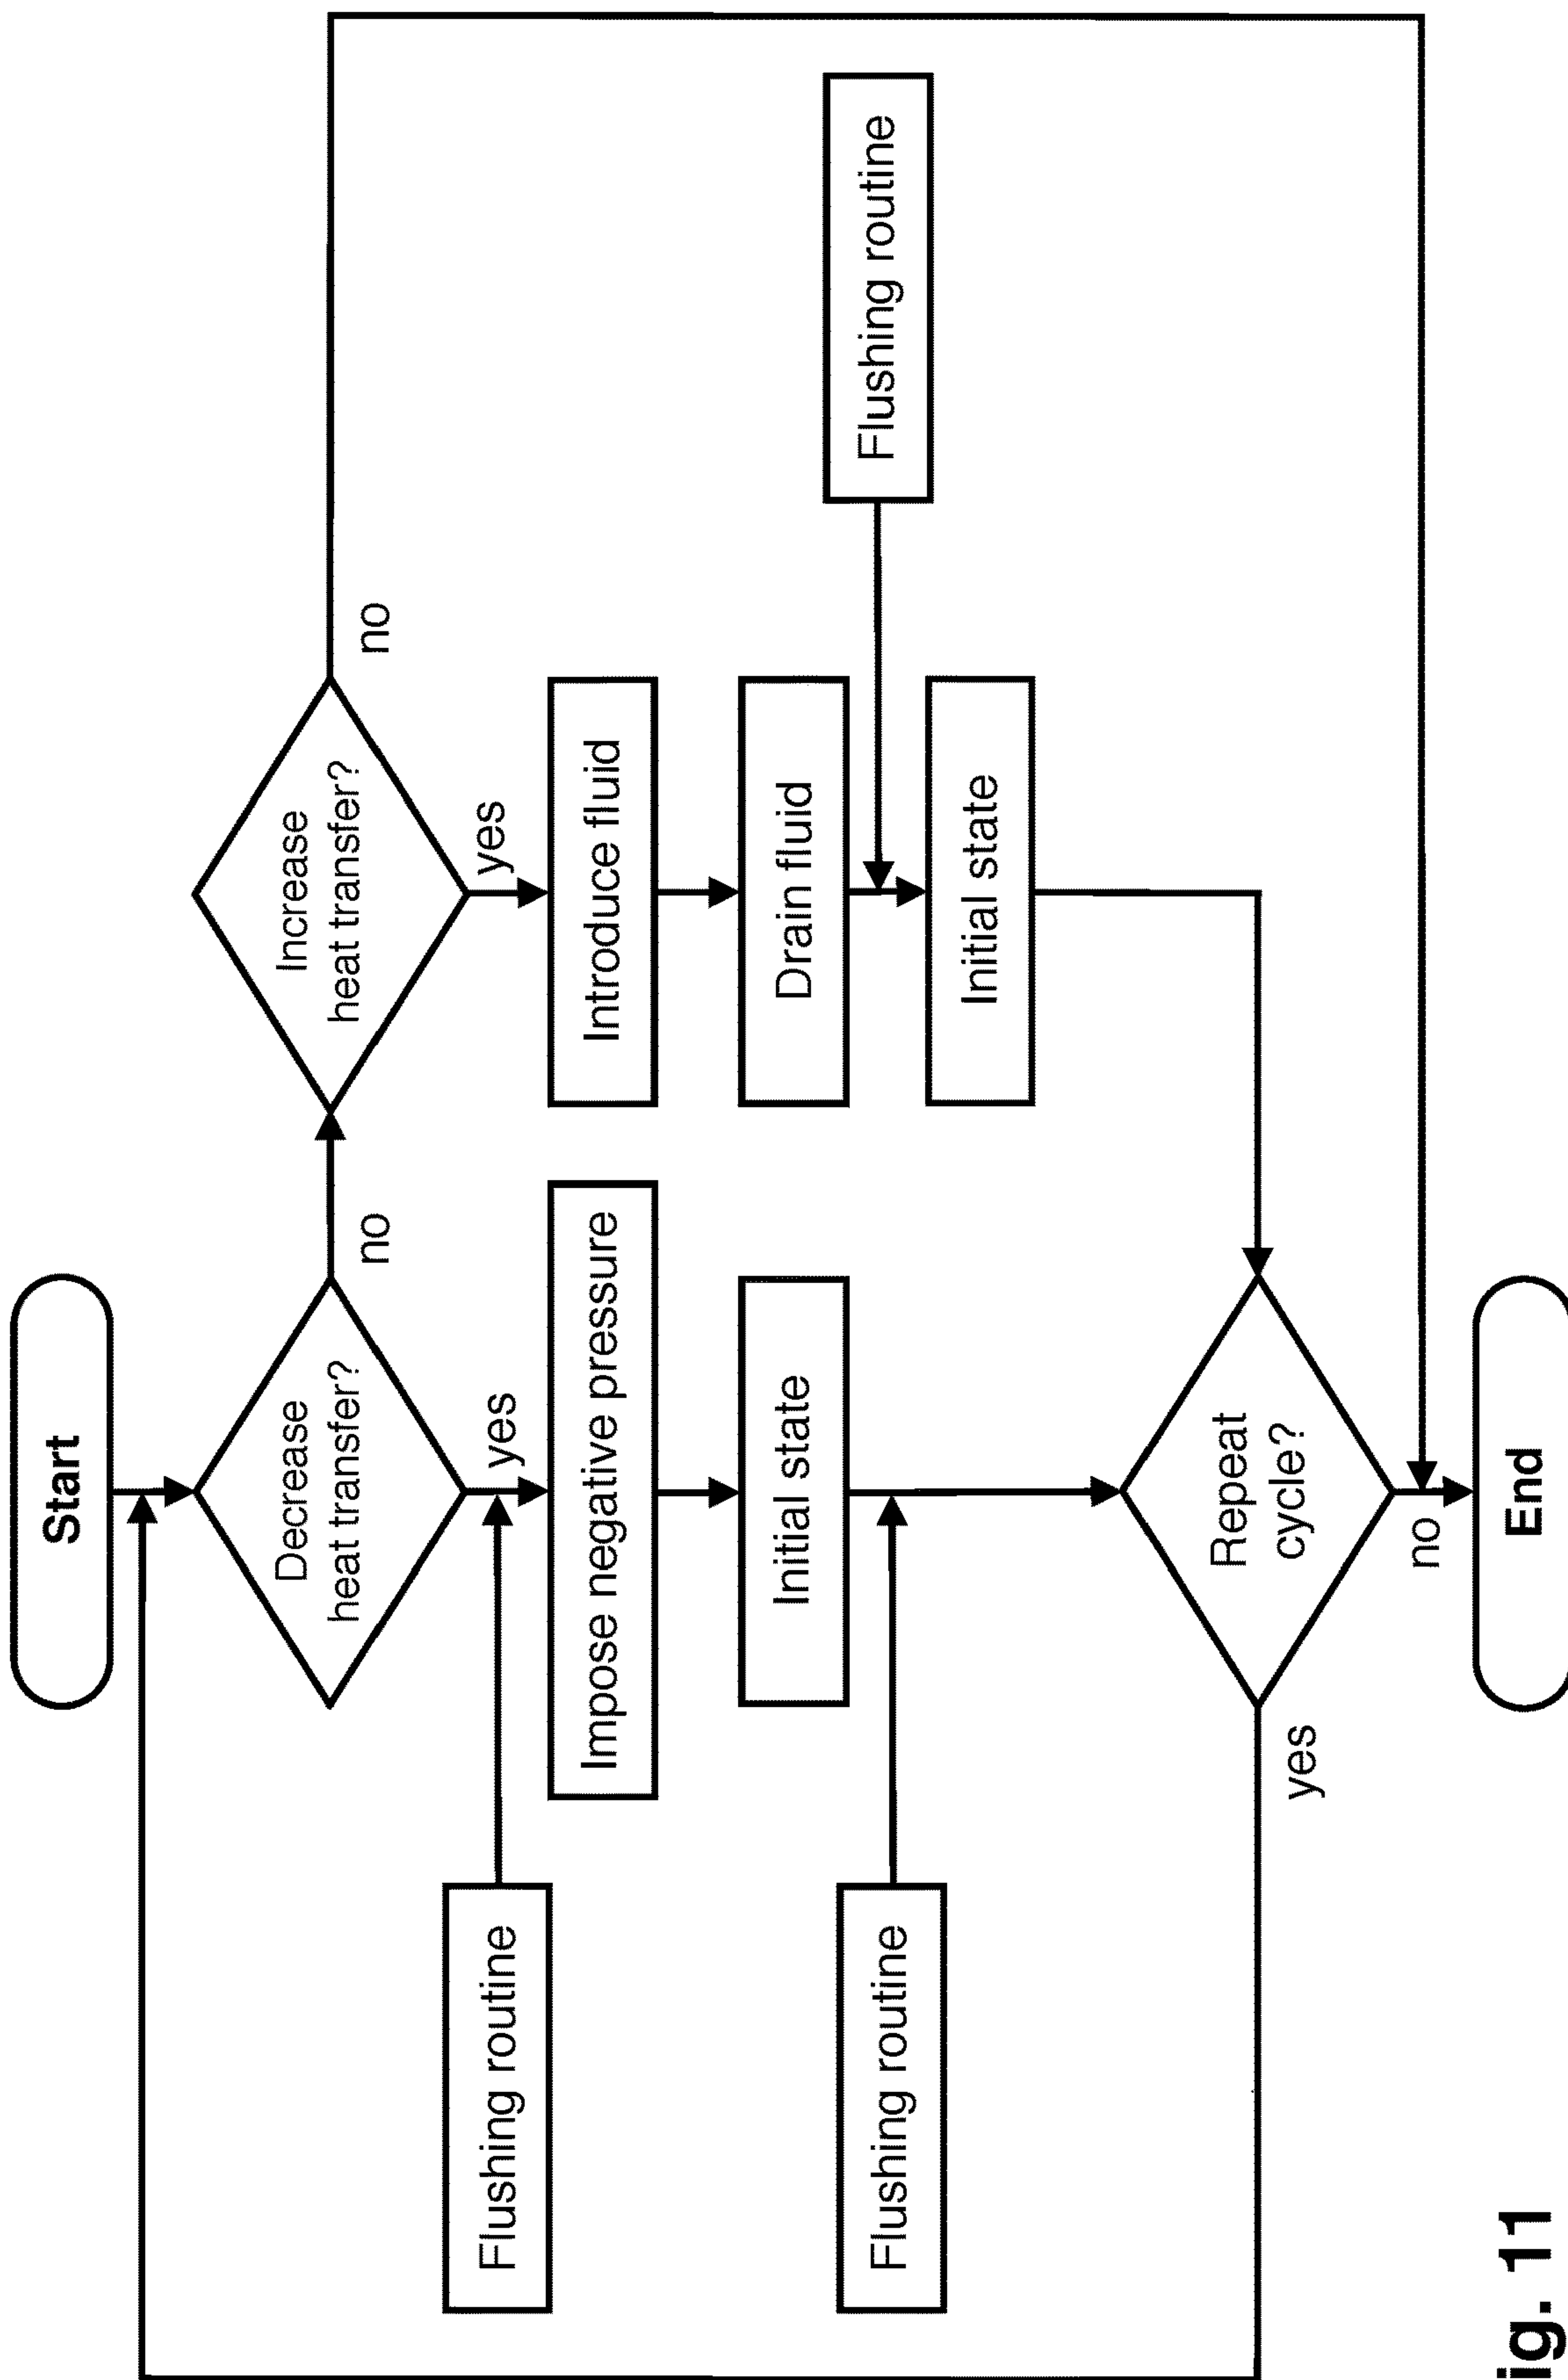 Start
Decrease
heat transfer?
no
Increase
heat transfer?
no
yes
yes
Flushing routine
Impose negative pressure
Introduce fluid
Initial state
Drain fluid
Flushing routine
Flushing routine
Initial state
Repeat
cycle?
yes
no
End
ig. 11